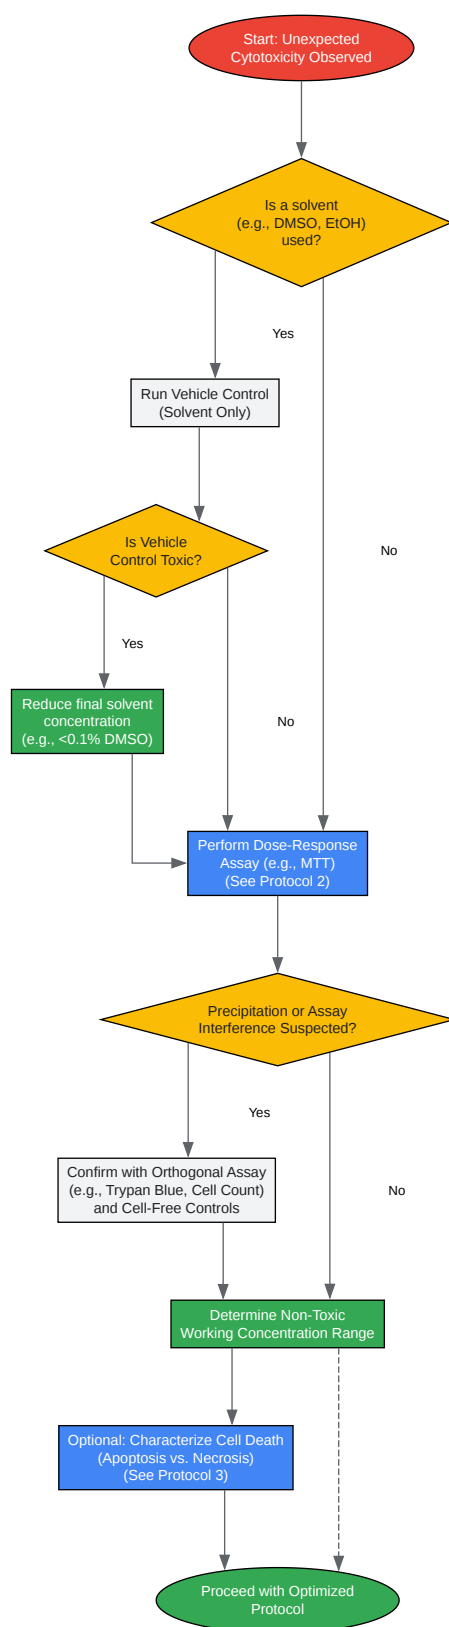 Start: Unexpected
Cytotoxicity Observed
Is a solvent
(e.g., DMSO, EtOH)
used?
Yes
Run Vehicle Control
(Solvent Only)
Is Vehicle
Control Toxic?
No
Yes
Reduce final solvent
concentration
(e.g., <0.1% DMSO)
No
Perform Dose-Response
Assay (e.g., MTT)
(See Protocol 2)
Precipitation or Assay
Interference Suspected?
Yes
Confirm with Orthogonal Assay
(e.g., Trypan Blue, Cell Count)
and Cell-Free Controls
No
Determine Non-Toxic
Working Concentration Range
Optional: Characterize Cell Death
(Apoptosis vs. Necrosis)
(See Protocol 3)
Proceed with Optimized
Protocol